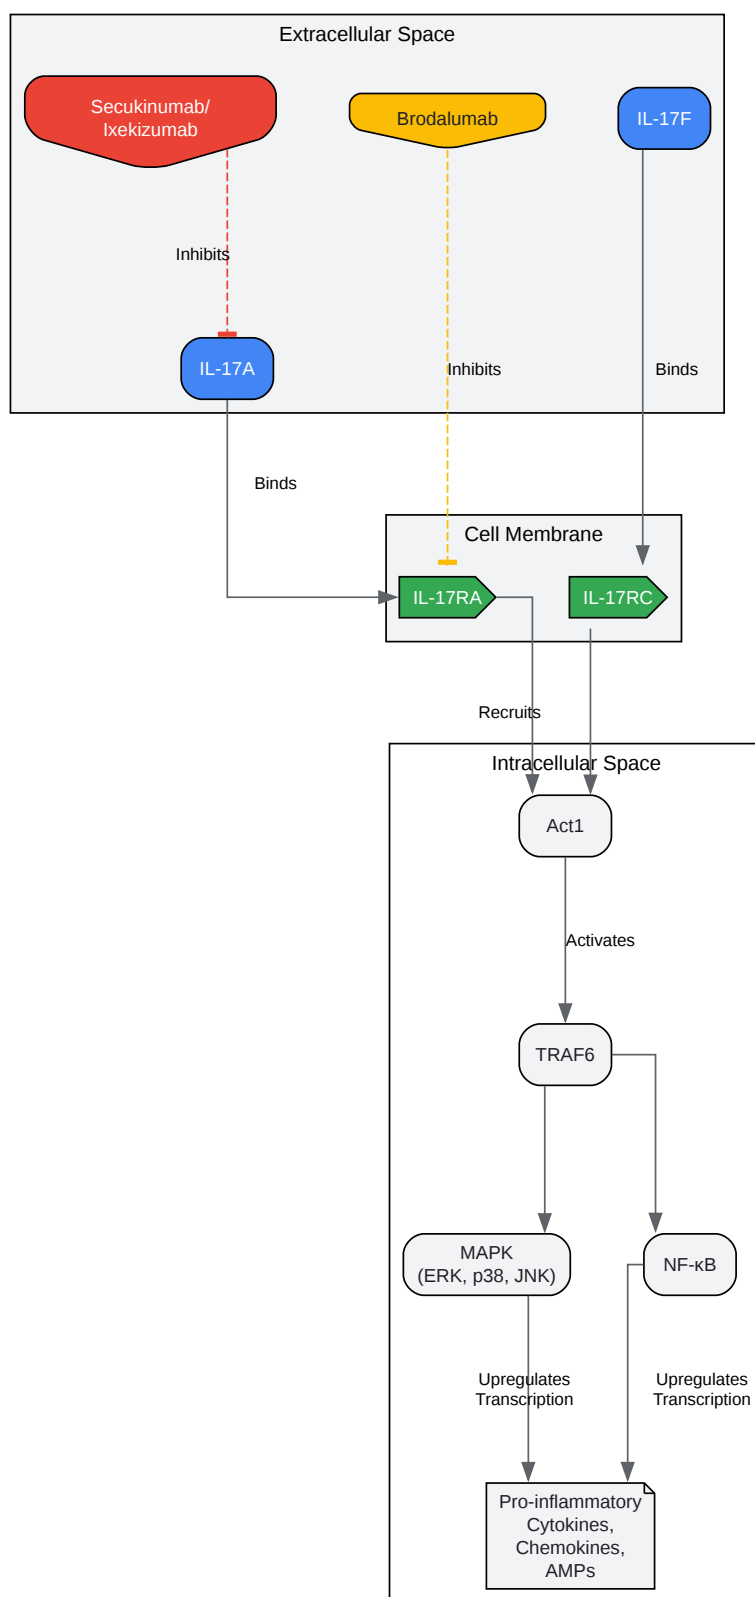 Extracellular Space
Secukinumab/
Ixekizumab
Brodalumab
IL-17F
Inhibits
IL-17A
Inhibits
Binds
Binds
Cell Membrane
IL-17RA
IL-17RC
Recruits
Intracellular Space
Act1
Activates
TRAF6
MAPK
(ERK, p38, JNK)
NF-κB
Upregulates
Transcription
Upregulates
Transcription
Pro-inflammatory
Cytokines,
Chemokines,
AMPs